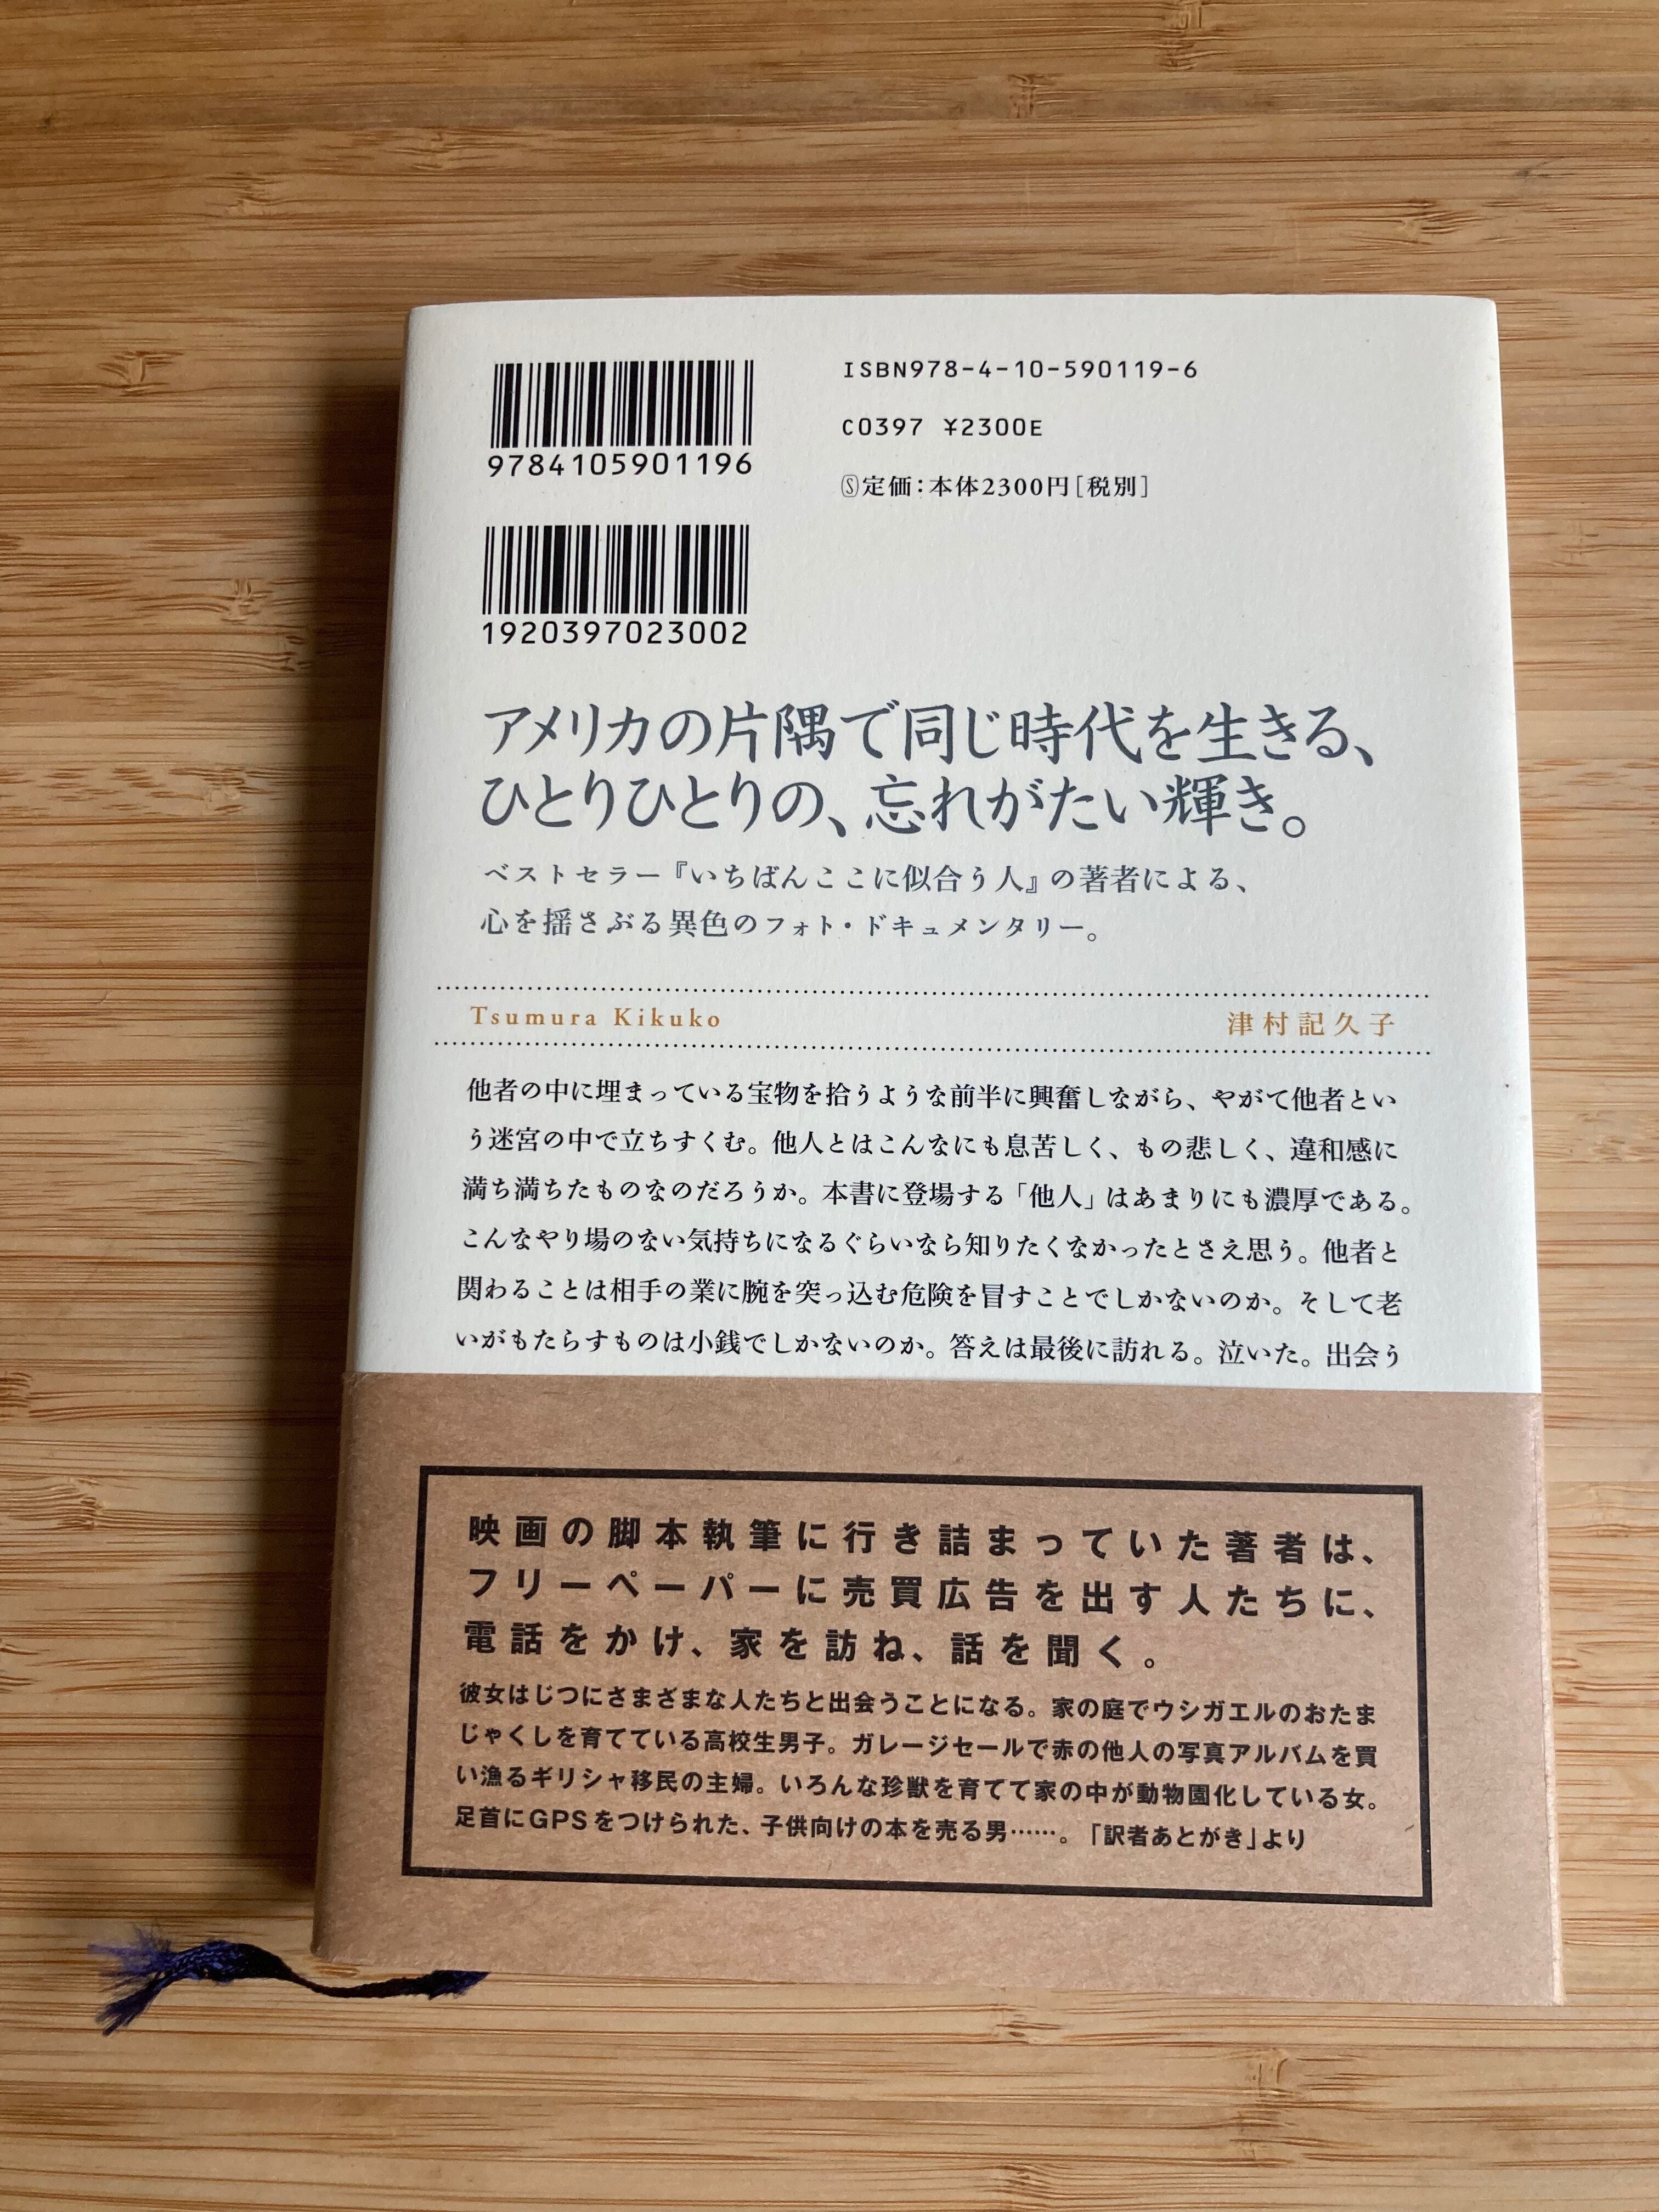 ISBN978-4-10-590119-6
9784105901196
C0397 ¥2300E
Ⓢ定価：本体2300円［税別］
1920397023002
アメリカの片隅で同じ時代を生きる、
ひとりひとりの、忘れがたい輝き。
ベストセラー『いちばんここに似合う人』の著者による、
心を揺さぶる異色のフォト・ドキュメンタリー。
Tsumura Kikuko 津村記久子
他者の中に埋まっている宝物を拾うような前半に興奮しながら、やがて他者とい
う迷宮の中で立ちすくむ。他人とはこんなにも息苦しく、もの悲しく、違和感に
満ち満ちたものなのだろうか。本書に登場する「他人」はあまりにも濃厚である。
こんなやり場のない気持ちになるぐらいなら知りたくなかったとさえ思う。他者と
関わることは相手の業に腕を突っ込む危険を冒すことでしかないのか。そして老
いがもたらすものは小銭でしかないのか。答えは最後に訪れる。泣いた。出会う
映画の脚本執筆に行き詰まっていた著者は、
フリーペーパーに売買広告を出す人たちに、
電話をかけ、家を訪ね、話を聞く。
彼女はじつにさまざまな人たちと出会うことになる。家の庭でウシガエルのおたま
じゃくしを育てている高校生男子。ガレージセールで赤の他人の写真アルバムを買
い漁るギリシャ移民の主婦。いろんな珍獣を育てて家の中が動物園化している女。
足首にGPSをつけられた、子供向けの本を売る男……。「訳者あとがき」より